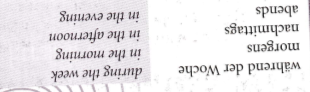 während der Woche during the week
morgens in the morning
nachmittags in the afternoon
abends in the evening